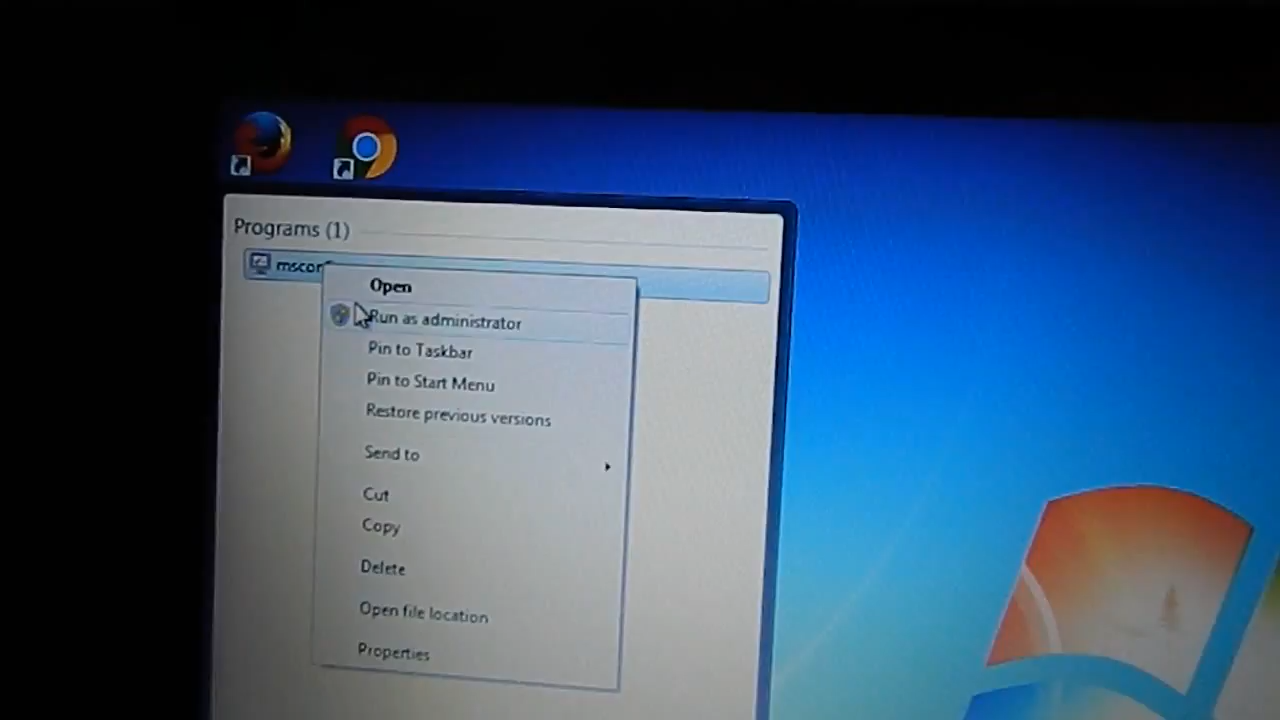 Programs (1)
Open
Run as administrator
Pin to Taskbar
Pin to Start Menu
Restore previous versions
Send to
Cut
Copy
Delete
Open file location
Properties